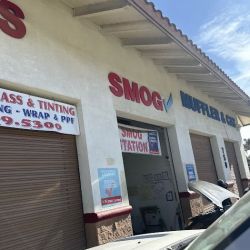 S
SMOG
MUFFLER &
ASS & TINTING
NG - WRAP & PPF
9.5300
SMOG
STATION